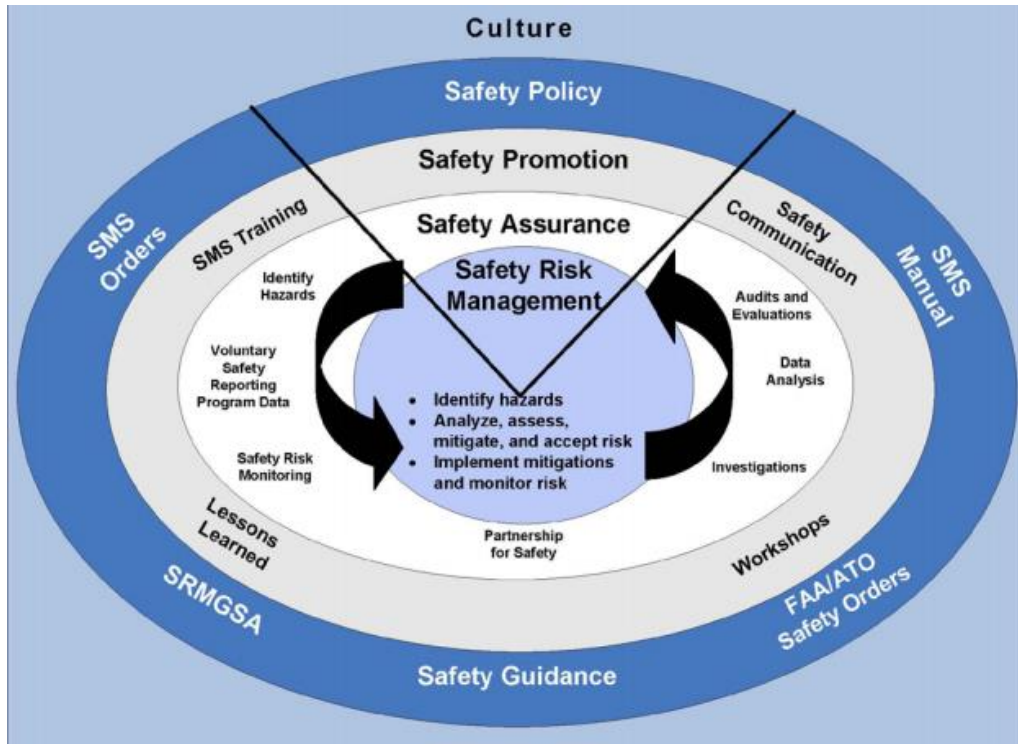 Culture
Safety Policy
Safety Promotion
Safety Assurance
Safety Risk
Management
SMS
Orders
SMS Training
Safety
Communication
SMS
Manual
Identify
Hazards
Voluntary
Safety
Reporting
Program Data
Safety Risk
Monitoring
Audits and
Evaluations
Data
Analysis
Investigations
• Identify hazards
• Analyze, assess,
mitigate, and accept risk
• Implement mitigations
and monitor risk
Partnership
for Safety
Lessons
Learned
Workshops
SRMGSA
FAA/ATO
Safety Orders
Safety Guidance